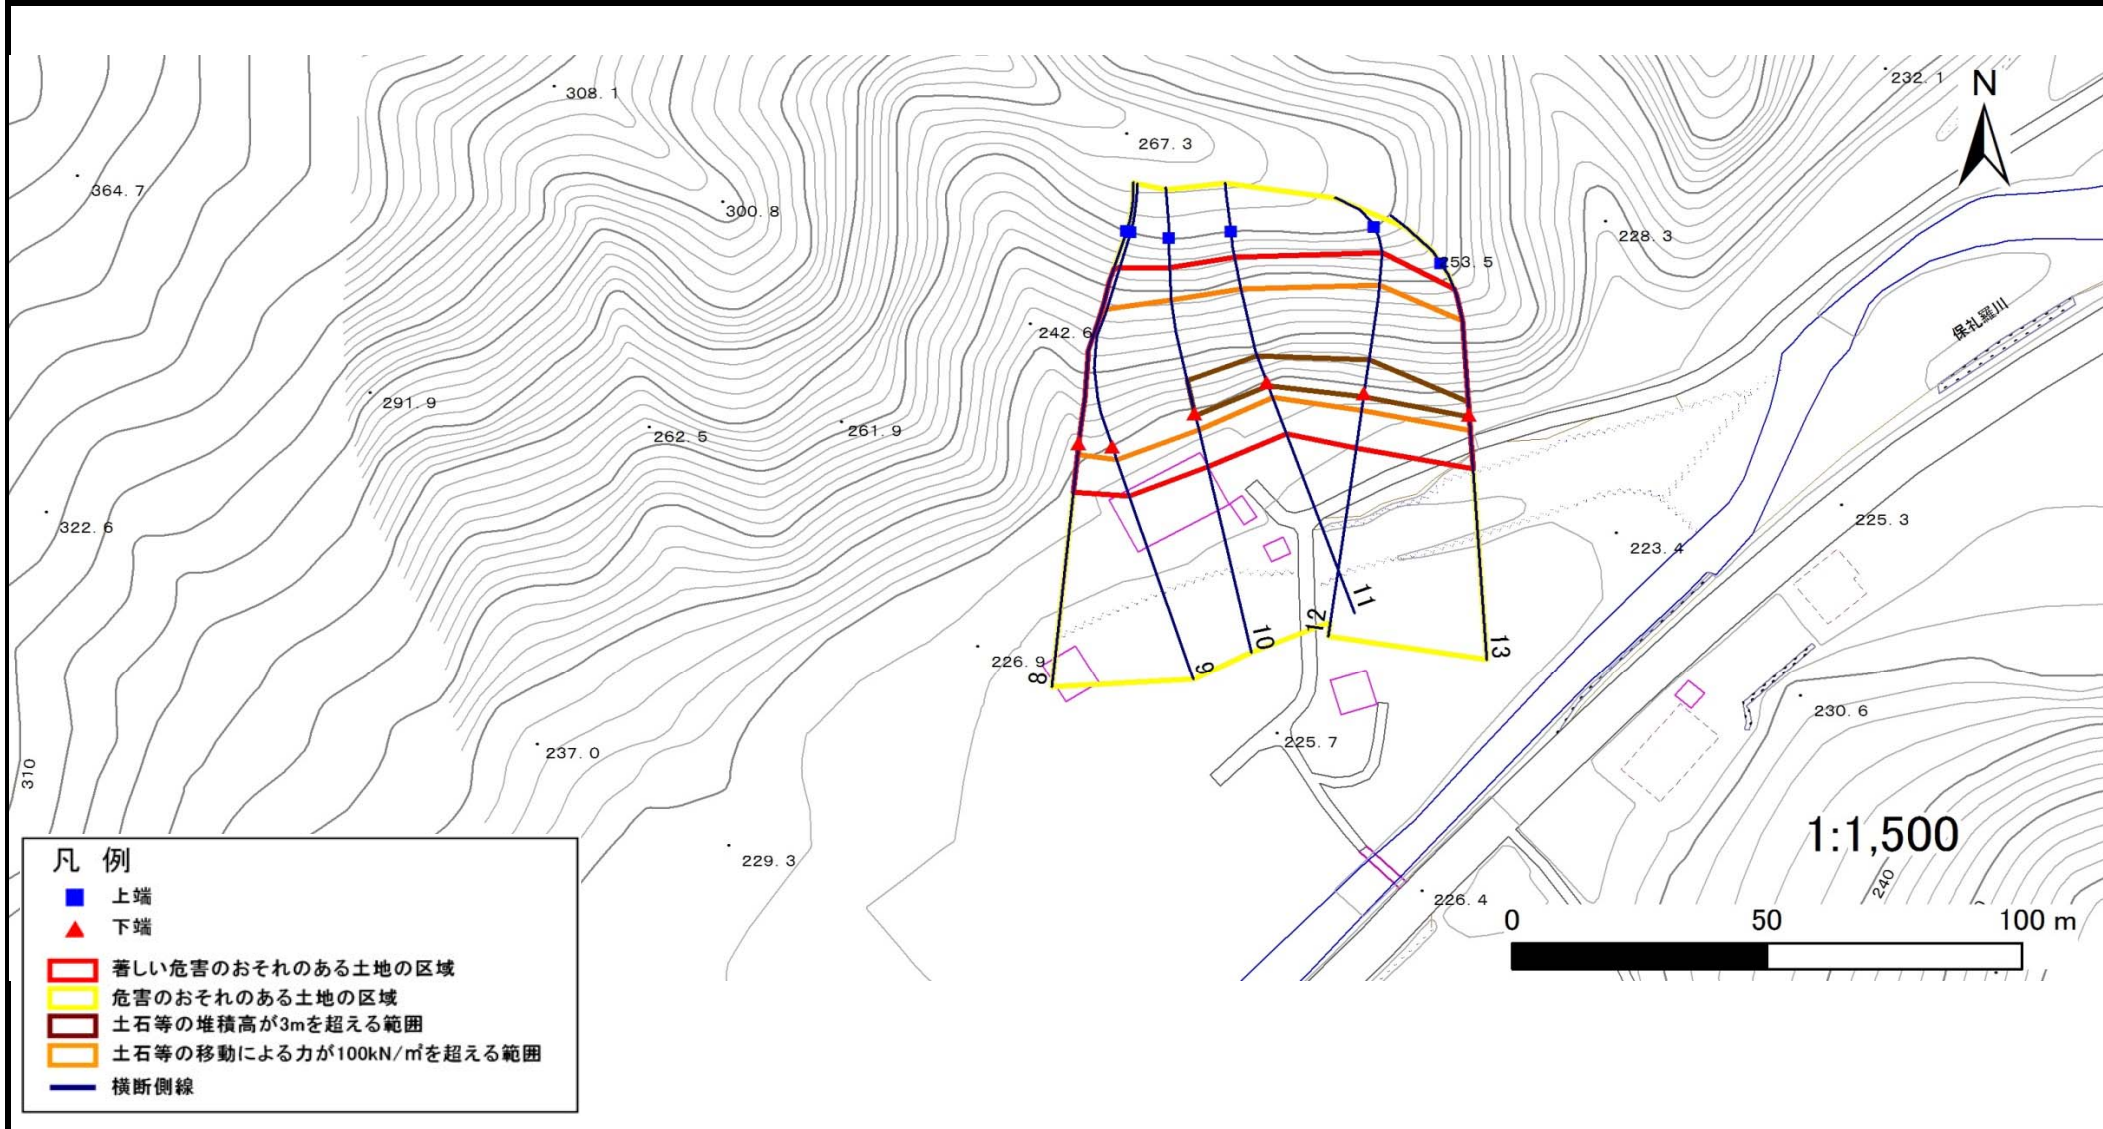 232. 1
N
308. 1
267. 3
364. 7
300. 8
228. 3
253. 5
保礼羅川
242. 6
291. 9
262. 5
261. 9
322. 6
225. 3
223. 4
11
12
10
13
226. 9
9
8
230. 6
225. 7
237. 0
310
1:1,500
229. 3
240
226. 4
0 50 100 m
凡 例
上端
下端
著しい危害のおそれのある土地の区域
危害のおそれのある土地の区域
土石等の堆積高が3mを超える範囲
土石等の移動による力が100kN/㎡を超える範囲
横断側線